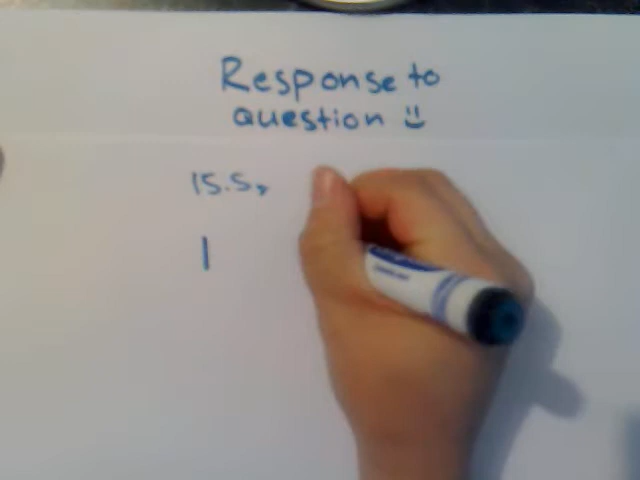 Response to
question :)
15.5,
1